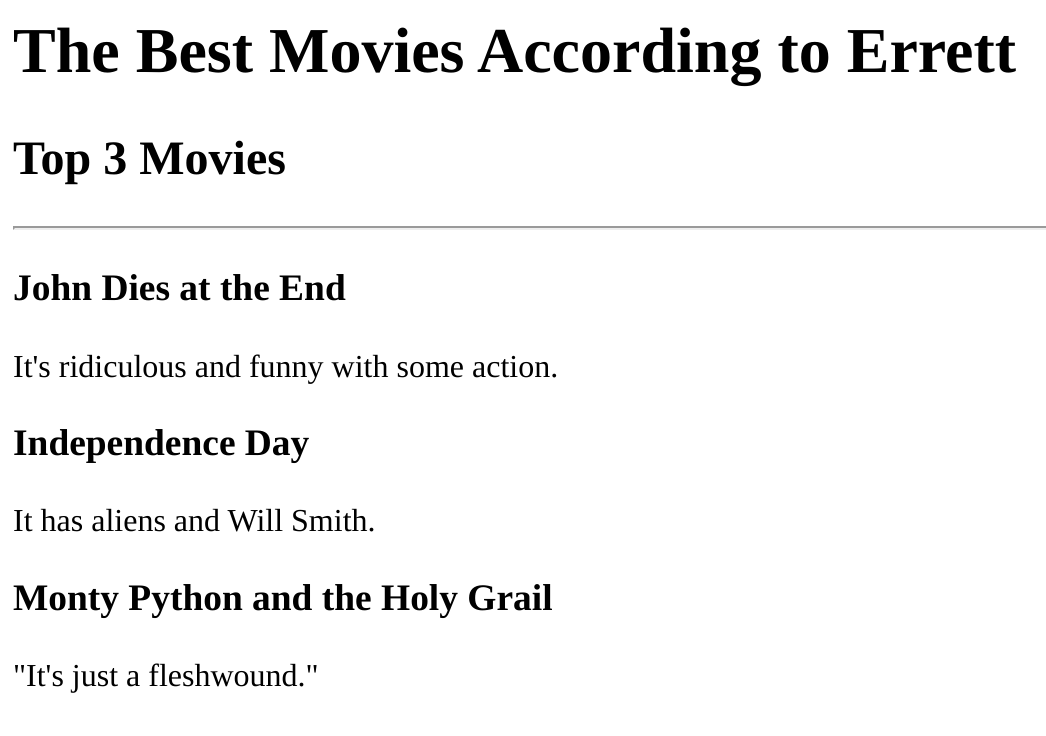 The Best Movies According to Errett
Top 3 Movies
John Dies at the End
It's ridiculous and funny with some action.
Independence Day
It has aliens and Will Smith.
Monty Python and the Holy Grail
"It's just a fleshwound."